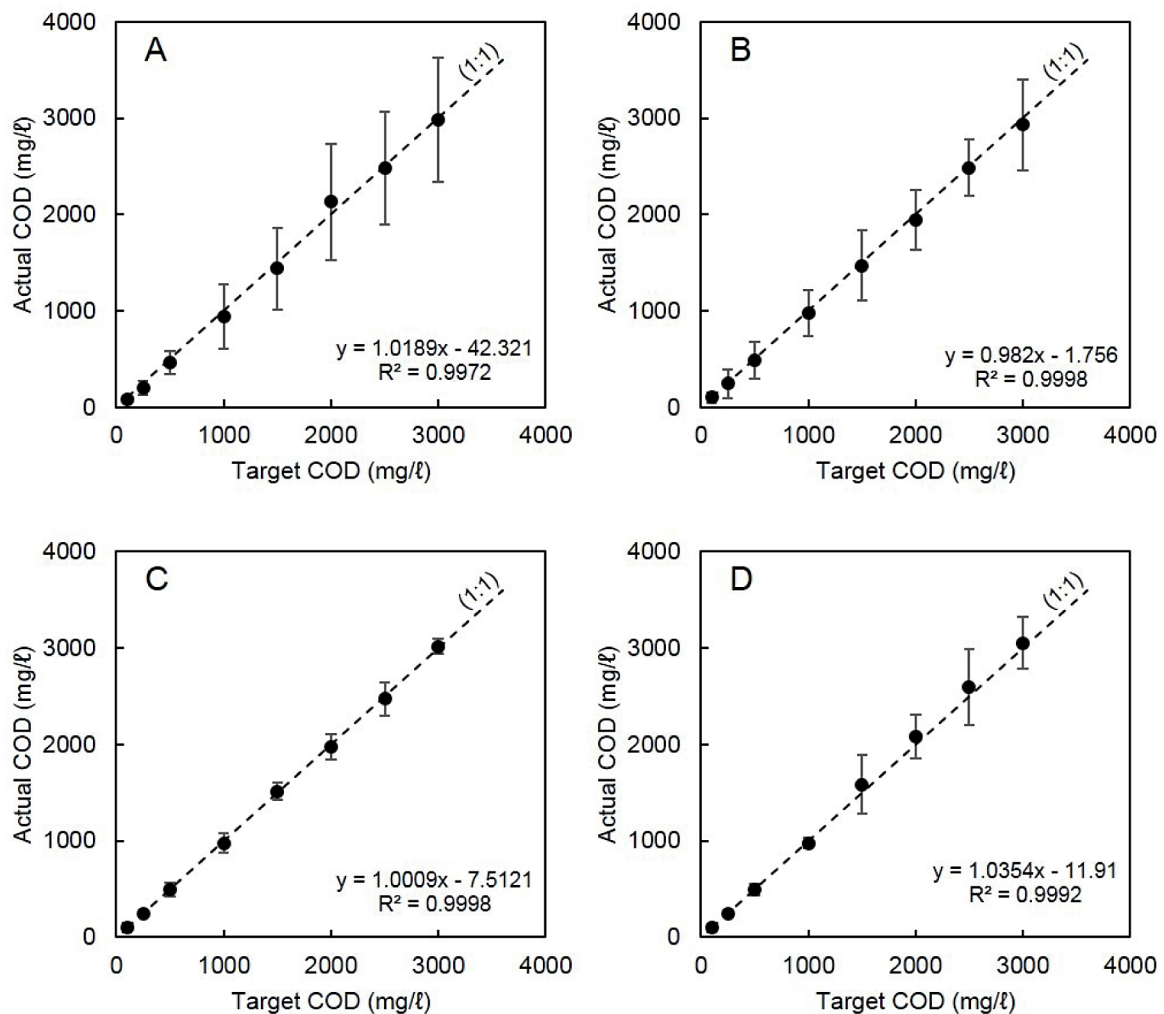 A
(1:1)
4000
3000
2000
1000
0
Actual COD (mg/ℓ)
y = 1.0189x - 42.321
R² = 0.9972
0 1000 2000 3000 4000
Target COD (mg/ℓ)
B
(1:1)
4000
3000
2000
1000
0
Actual COD (mg/ℓ)
y = 0.982x - 1.756
R² = 0.9998
0 1000 2000 3000 4000
Target COD (mg/ℓ)
C
(1:1)
4000
3000
2000
1000
0
Actual COD (mg/ℓ)
y = 1.0009x - 7.5121
R² = 0.9998
0 1000 2000 3000 4000
Target COD (mg/ℓ)
D
(1:1)
4000
3000
2000
1000
0
Actual COD (mg/ℓ)
y = 1.0354x - 11.91
R² = 0.9992
0 1000 2000 3000 4000
Target COD (mg/ℓ)